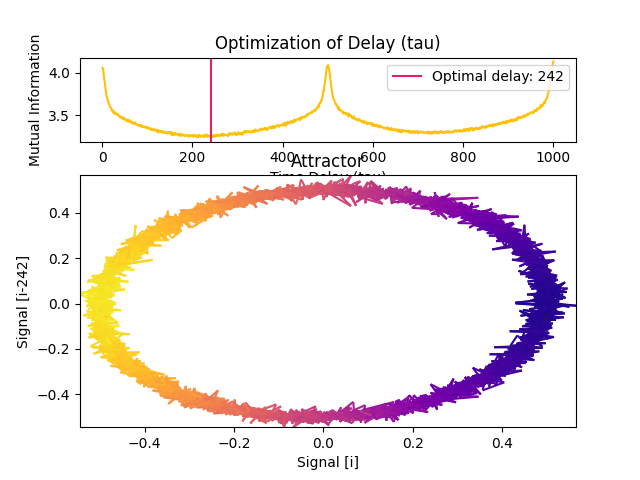 Optimization of Delay (tau)
Mutual Information
4.0
3.5
Optimal delay: 242
0 200 400 600 800 1000
Time Delay (tau)
Attractor
Signal [i-242]
0.4
0.2
0.0
−0.2
−0.4
−0.4 −0.2 0.0 0.2 0.4
Signal [i]